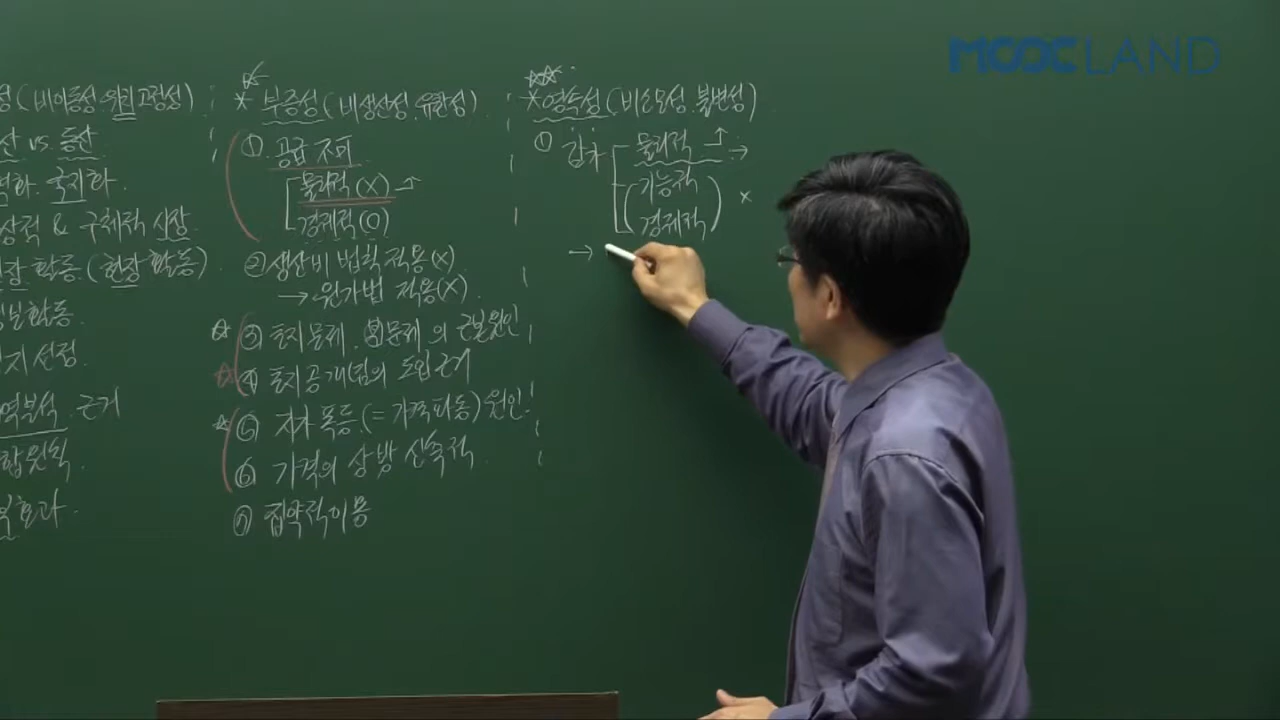 MOOCLAND
성(비이동성·위치고정성)
산 vs. 동산
화. 국지화.
상적 & 구체적 시장
활동.(현장활동)
활동.
지 선정.
역분석 근거
합원칙.
효과.
* 부증성(비생산성, 유한성)
① 공급 조절
물리적(X)
경제적(O)
② 생산비 법칙 적용(X)
→ 원가법 적용(X).
③ 토지문제, 문제의 근본원인
④ 토지공개념의 도입근거
⑤ 지가 폭등.(=가격파동)원인!
⑥ 가격의 상방 신축적
⑦ 집약적이용
* 영속성(비소모성, 불변성)
① 감가
물리적 →
기능적
경제적 ×
→